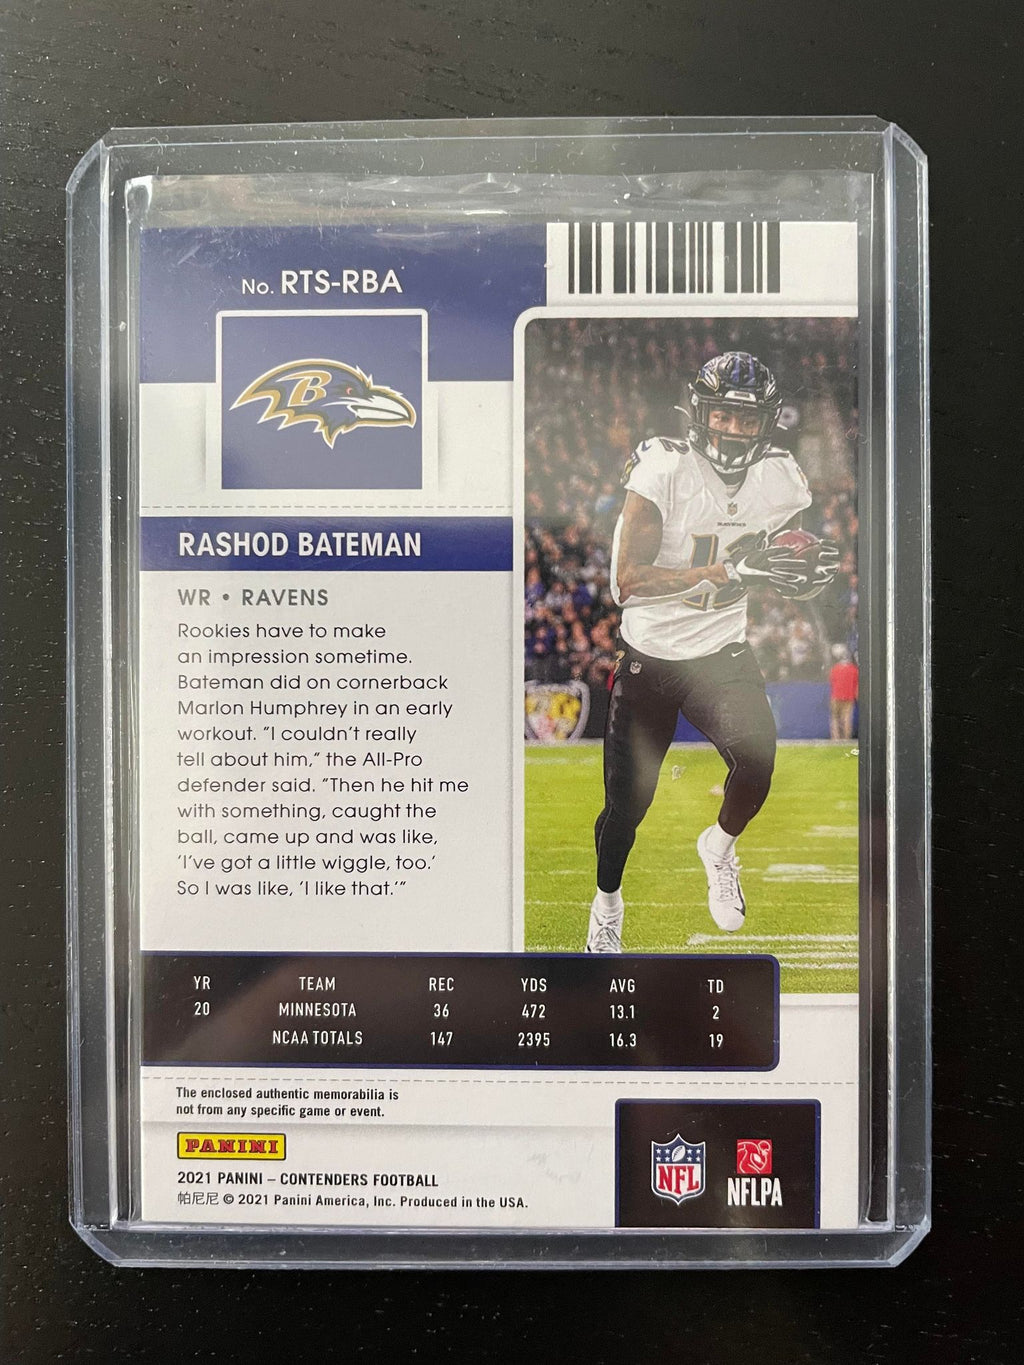 No. RTS-RBA
B
RASHOD BATEMAN
WR • RAVENS
Rookies have to make
an impression sometime.
Bateman did on cornerback
Marlon Humphrey in an early
workout. "I couldn't really
tell about him," the All-Pro
defender said. "Then he hit me
with something, caught the
ball, came up and was like,
'I've got a little wiggle, too.'
So I was like, 'I like that.'"
RAVENS
12
YR TEAM REC YDS AVG TD
20 MINNESOTA 36 472 13.1 2
NCAA TOTALS 147 2395 16.3 19
The enclosed authentic memorabilia is
not from any specific game or event.
PANINI
2021 PANINI – CONTENDERS FOOTBALL
帕尼尼 © 2021 Panini America, Inc. Produced in the USA.
NFL
NFLPA